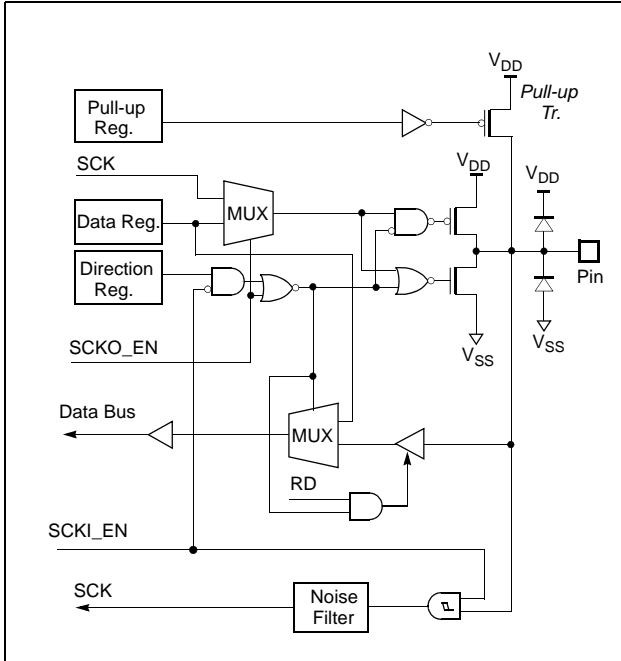 VDD
Pull-up
Tr.
Pull-up
Reg.
SCK
VDD
VDD
MUX
Data Reg.
Direction
Reg.
Pin
SCKO_EN
VSS
VSS
Data Bus
MUX
RD
SCKI_EN
SCK
Noise
Filter